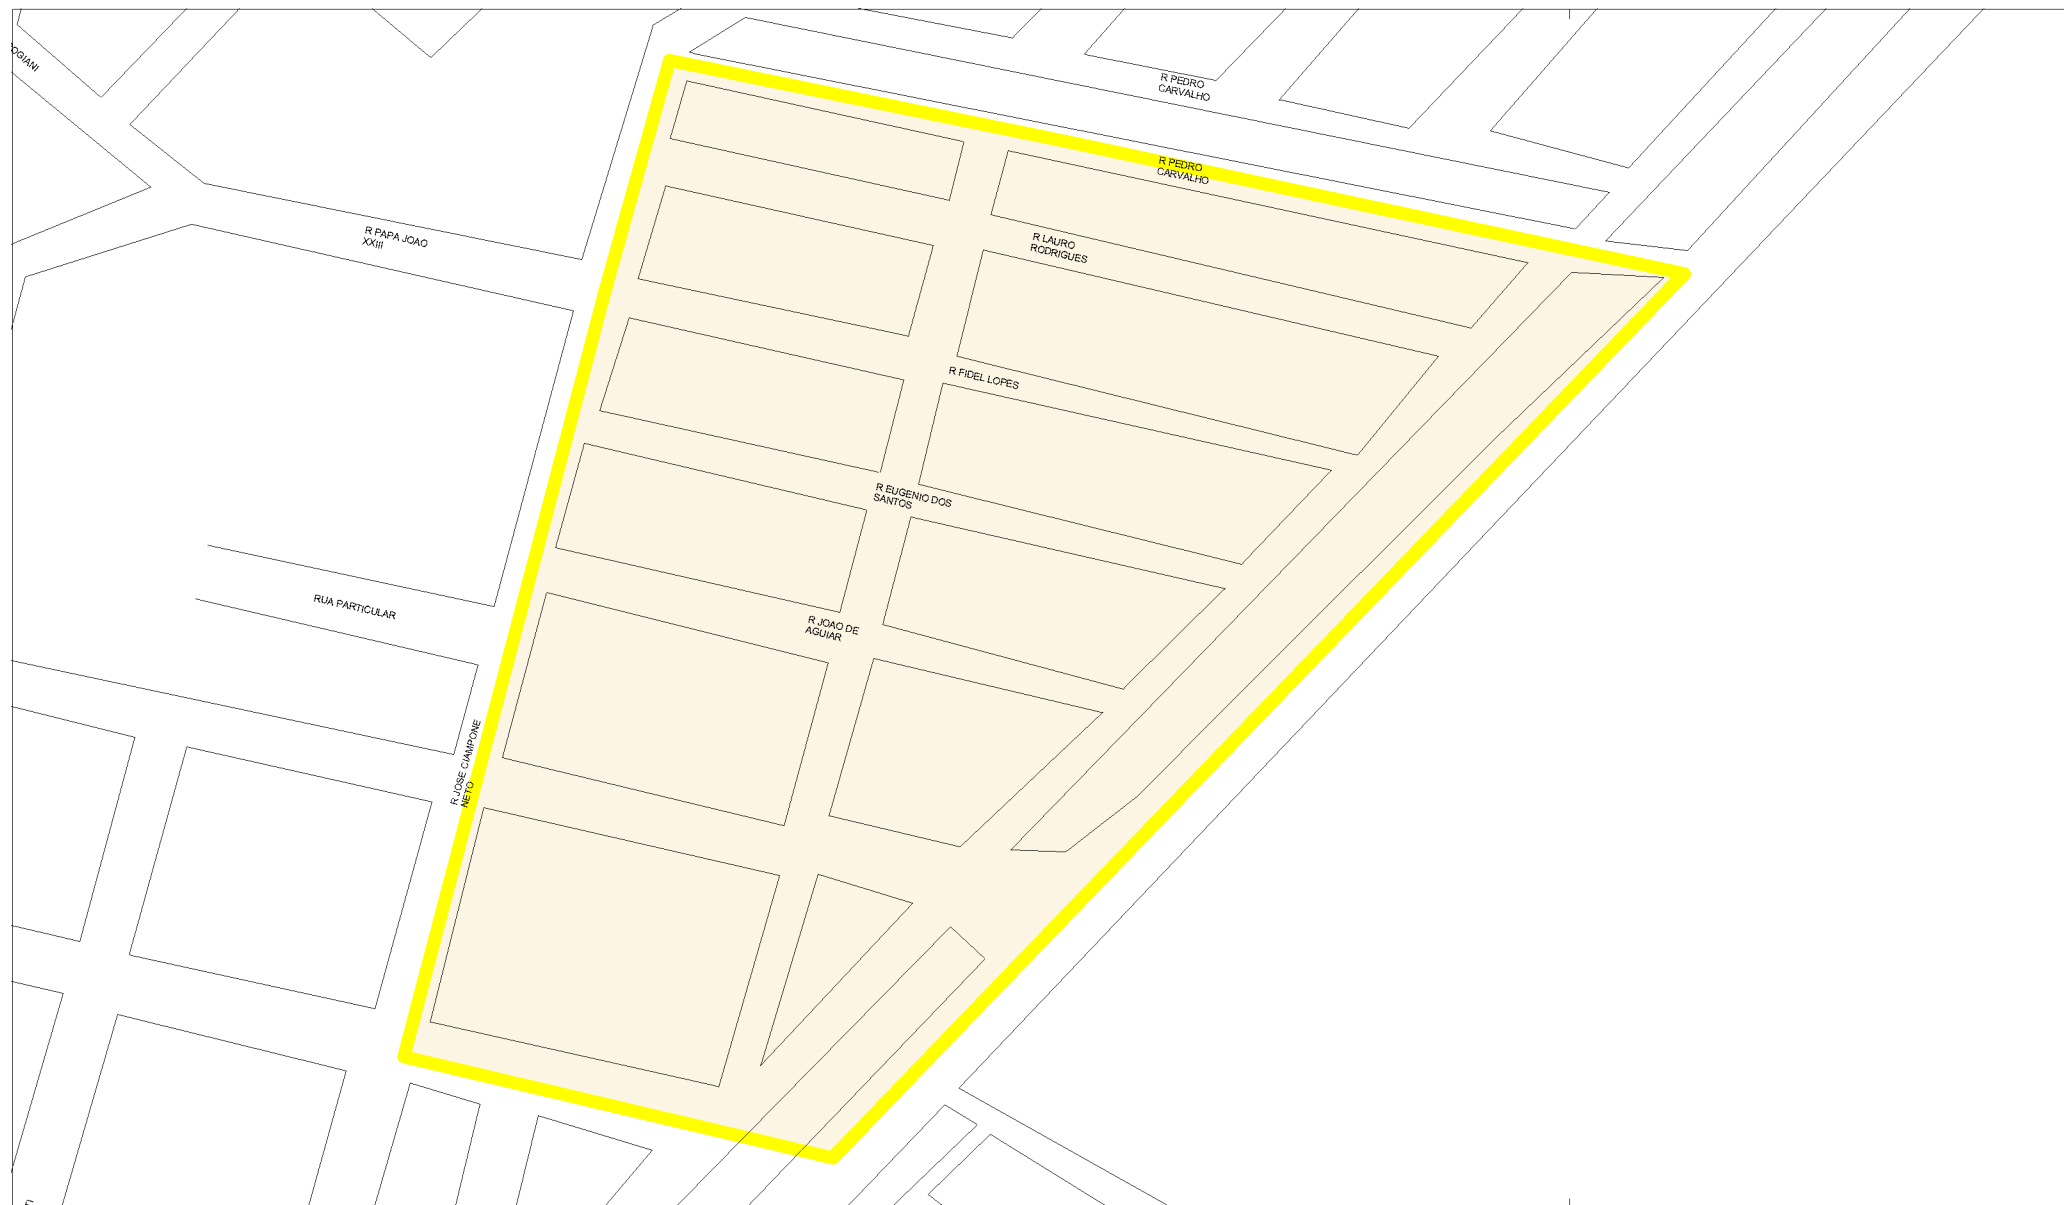 OGIANI
R PEDRO
CARVALHO
R PEDRO
CARVALHO
R PAPA JOAO
XXIII
R LAURO
RODRIGUES
R FIDEL LOPES
R EUGENIO DOS
SANTOS
RUA PARTICULAR
R JOAO DE
AGUIAR
R JOSE CIAMPONE
NETO